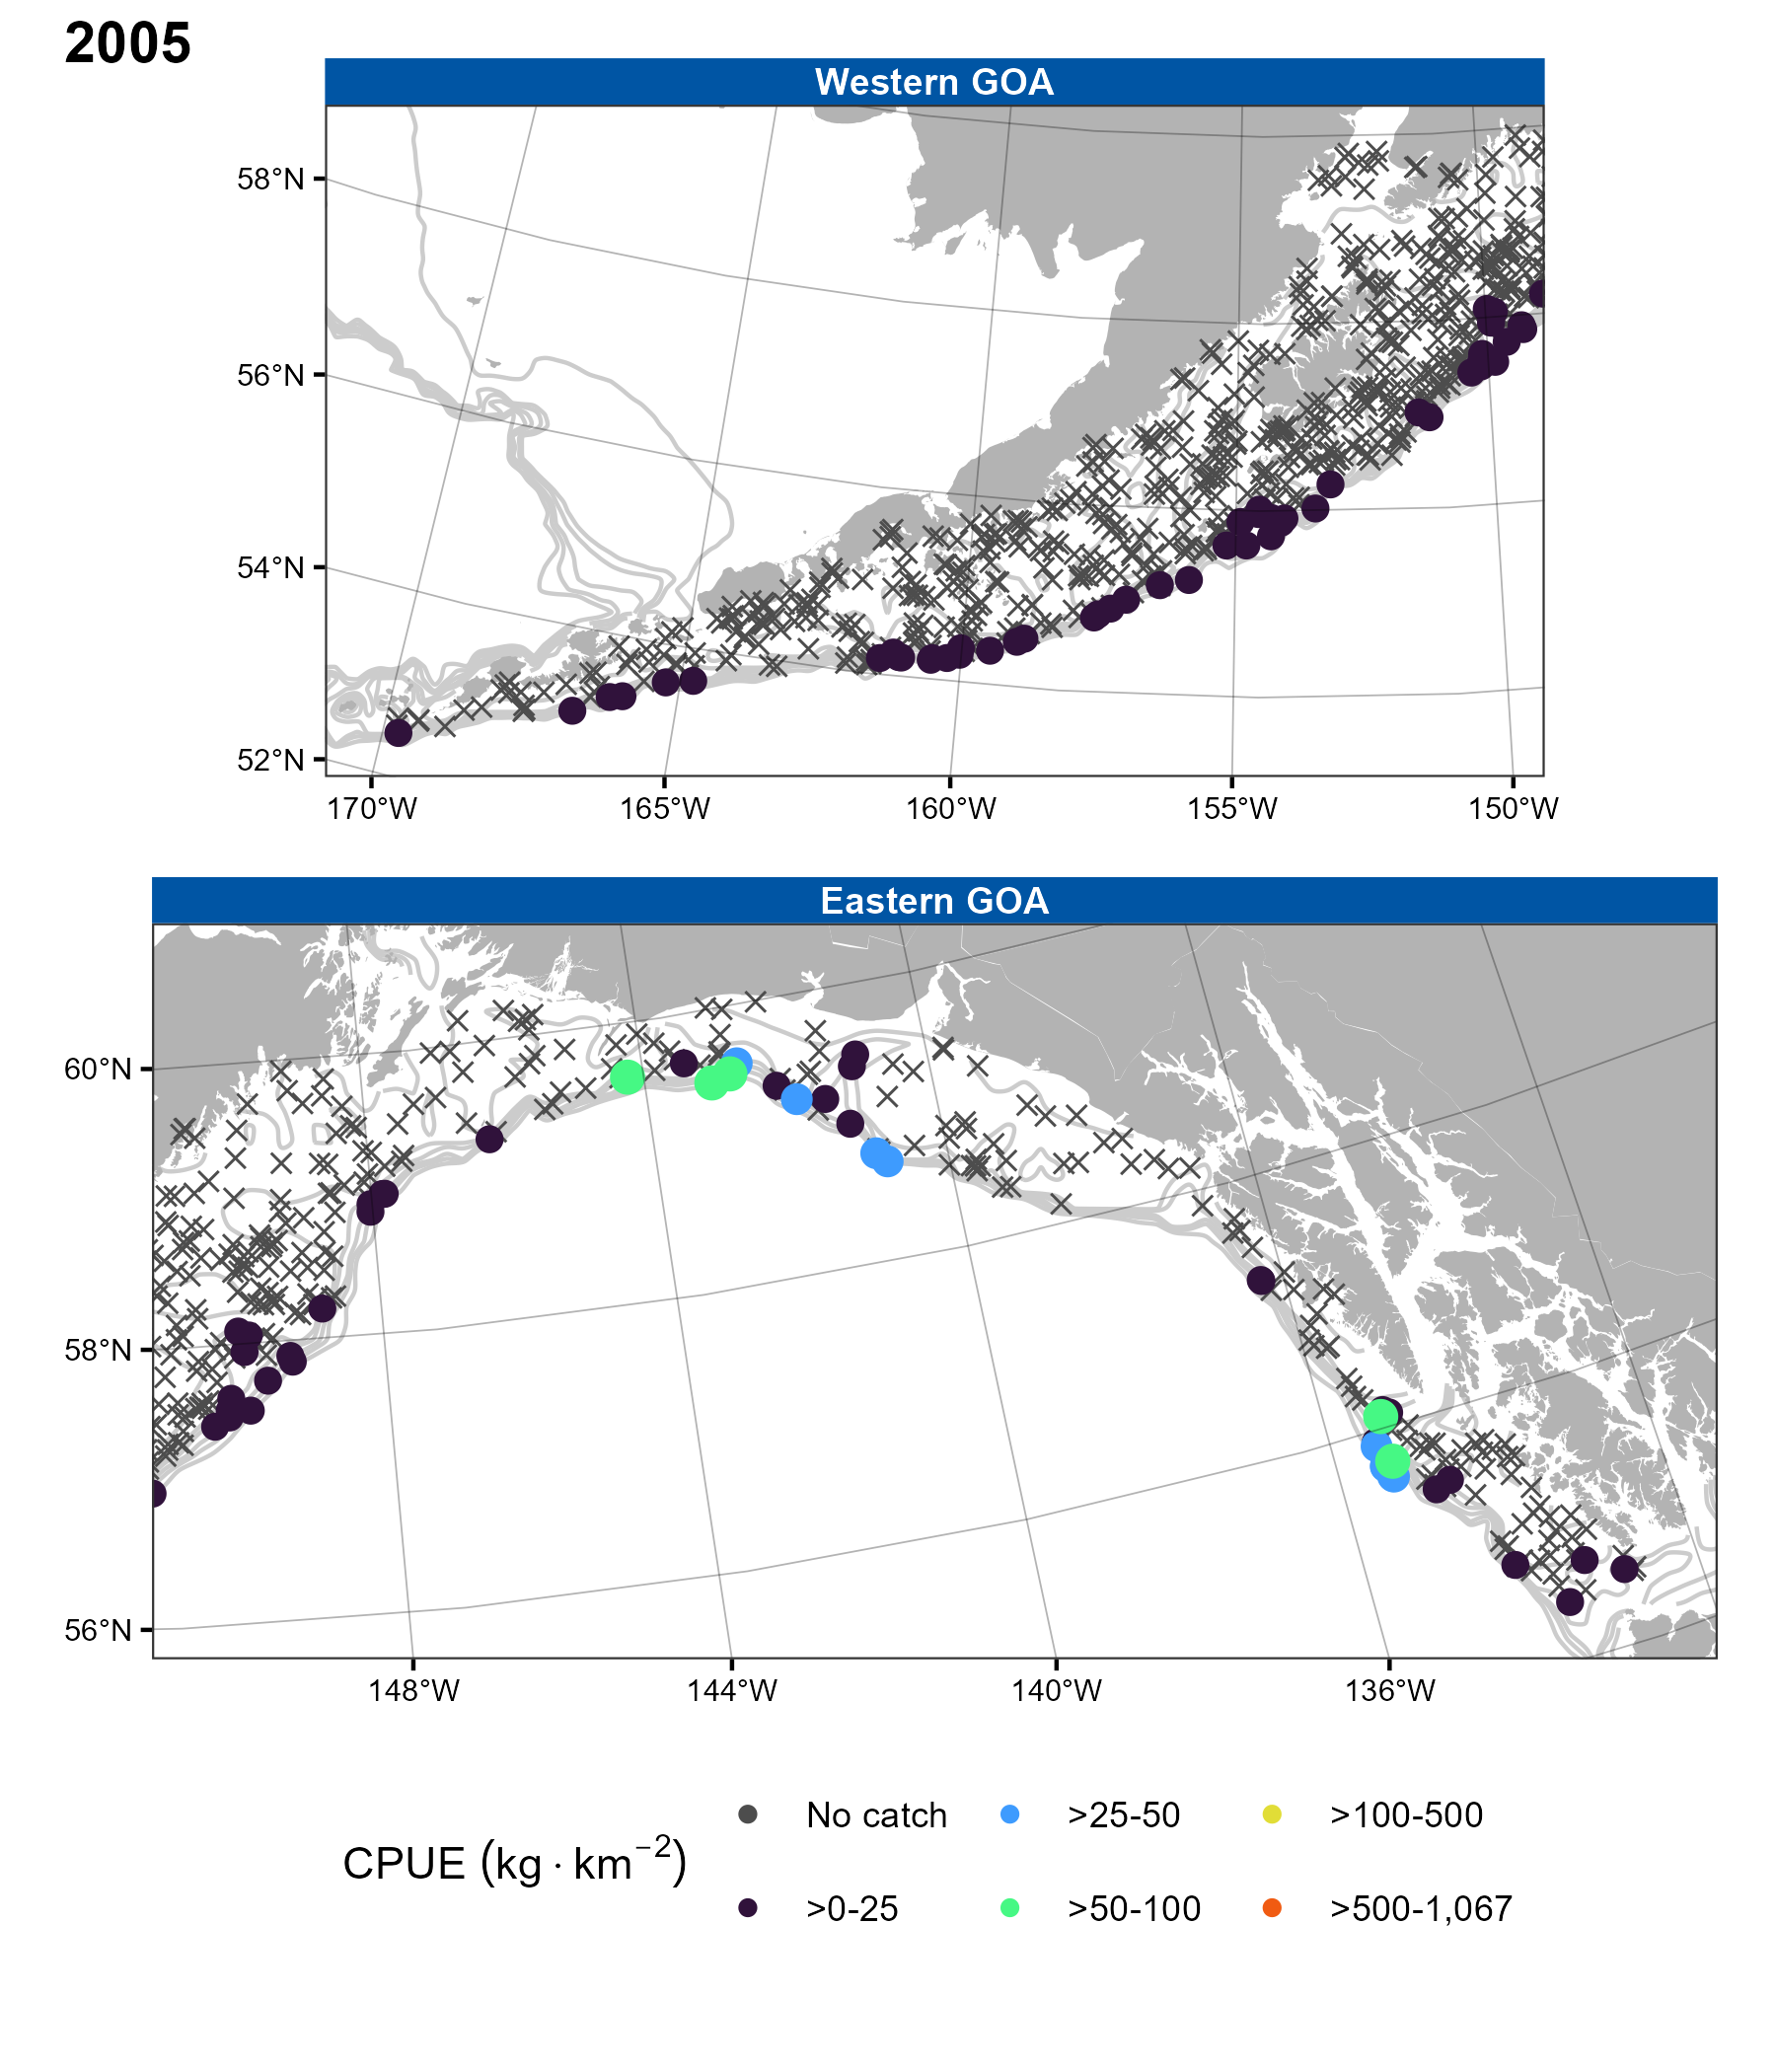 2005
Western GOA
58°N
56°N
54°N
52°N
170°W 165°W 160°W 155°W 150°W
Eastern GOA
60°N
58°N
56°N
148°W 144°W 140°W 136°W
CPUE (kg · km⁻²)
No catch >25-50 >100-500
>0-25 >50-100 >500-1,067